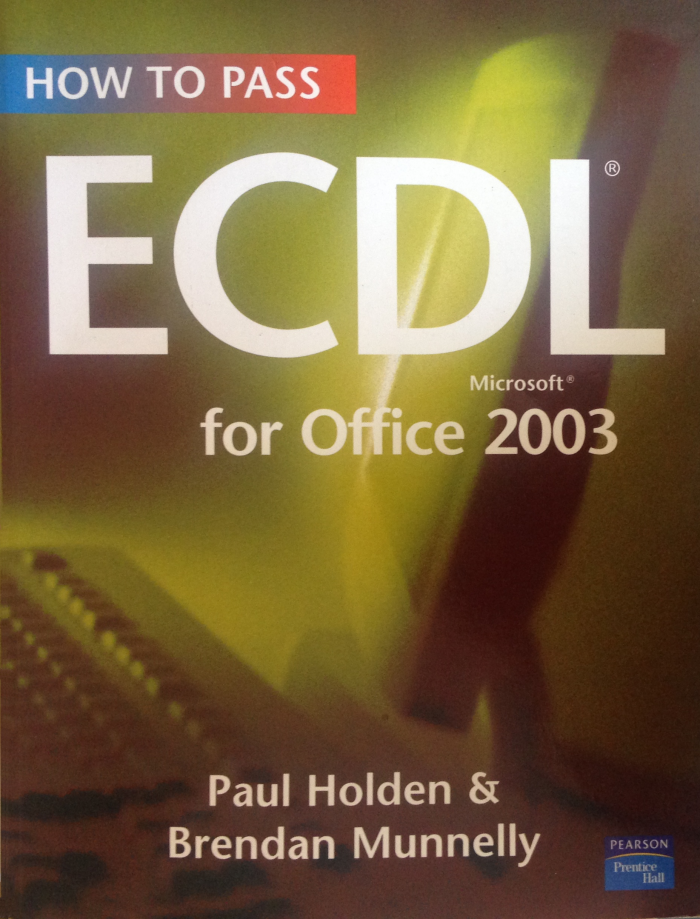 HOW TO PASS
ECDL®
Microsoft®
for Office 2003
Paul Holden &
Brendan Munnelly
PEARSON
Prentice
Hall